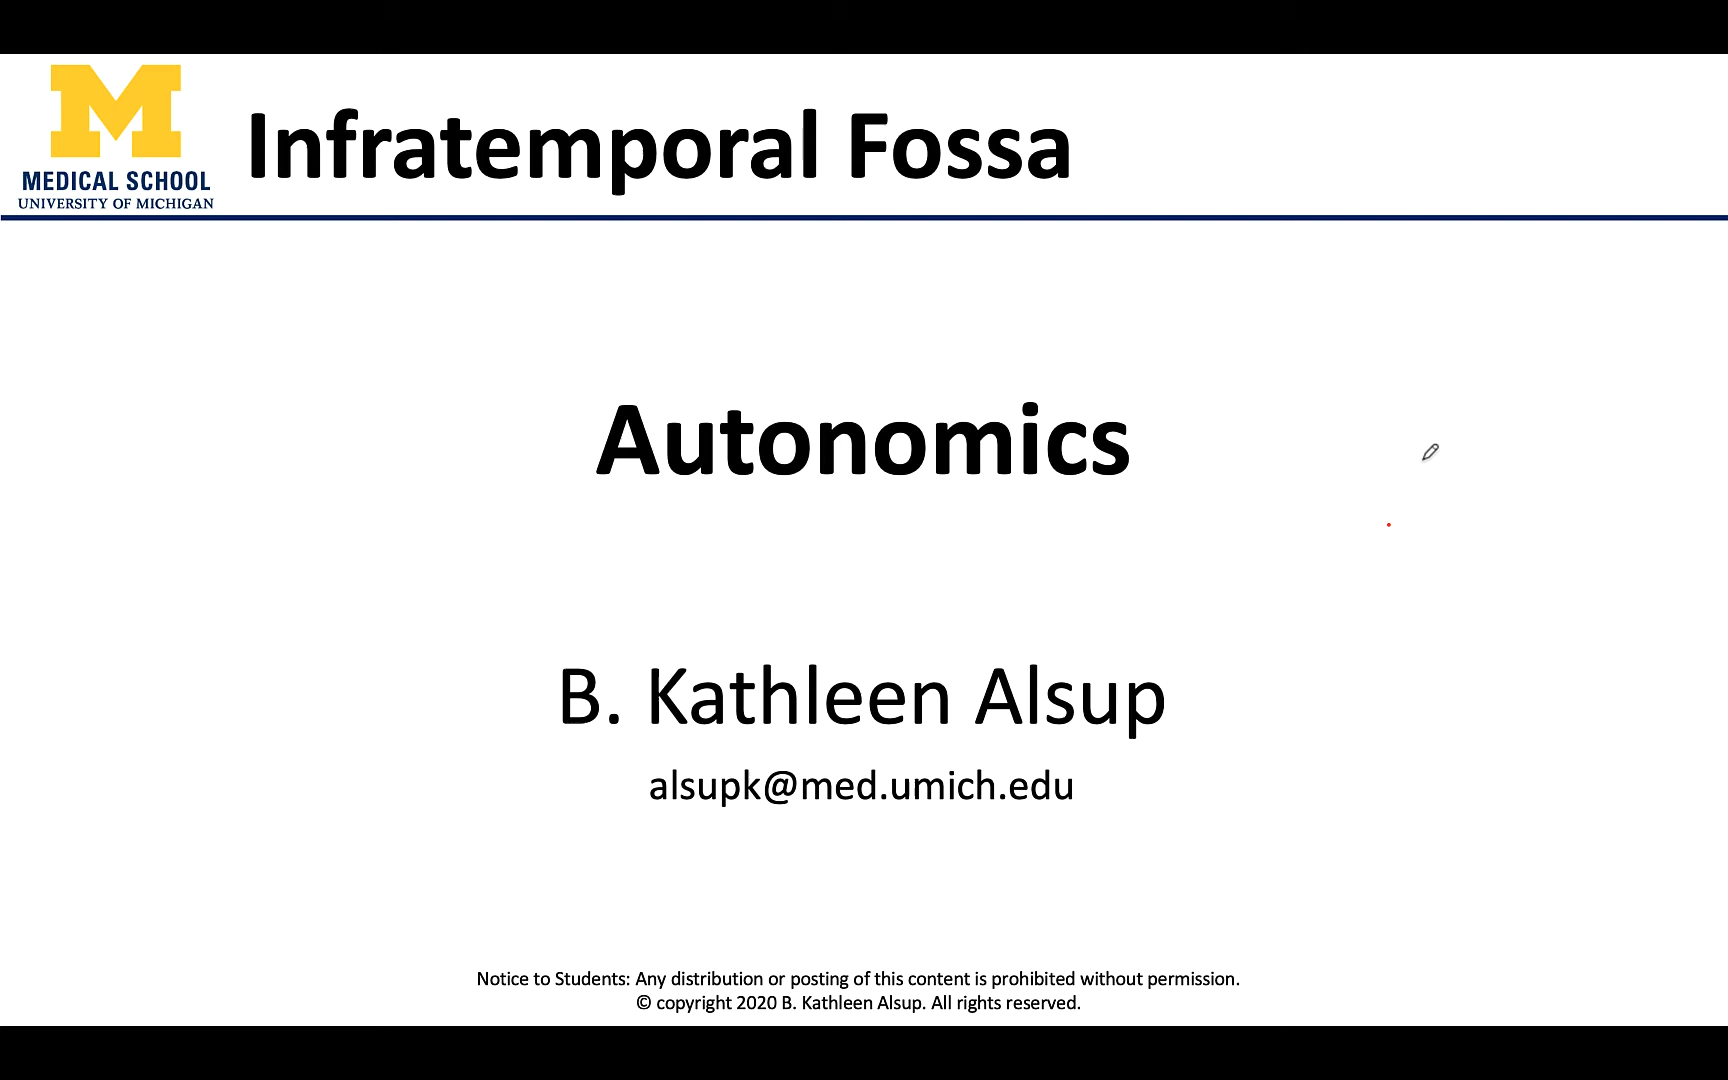 M
MEDICAL SCHOOL
UNIVERSITY OF MICHIGAN
Infratemporal Fossa
Autonomics
B. Kathleen Alsup
alsupk@med.umich.edu
Notice to Students: Any distribution or posting of this content is prohibited without permission.
© copyright 2020 B. Kathleen Alsup. All rights reserved.